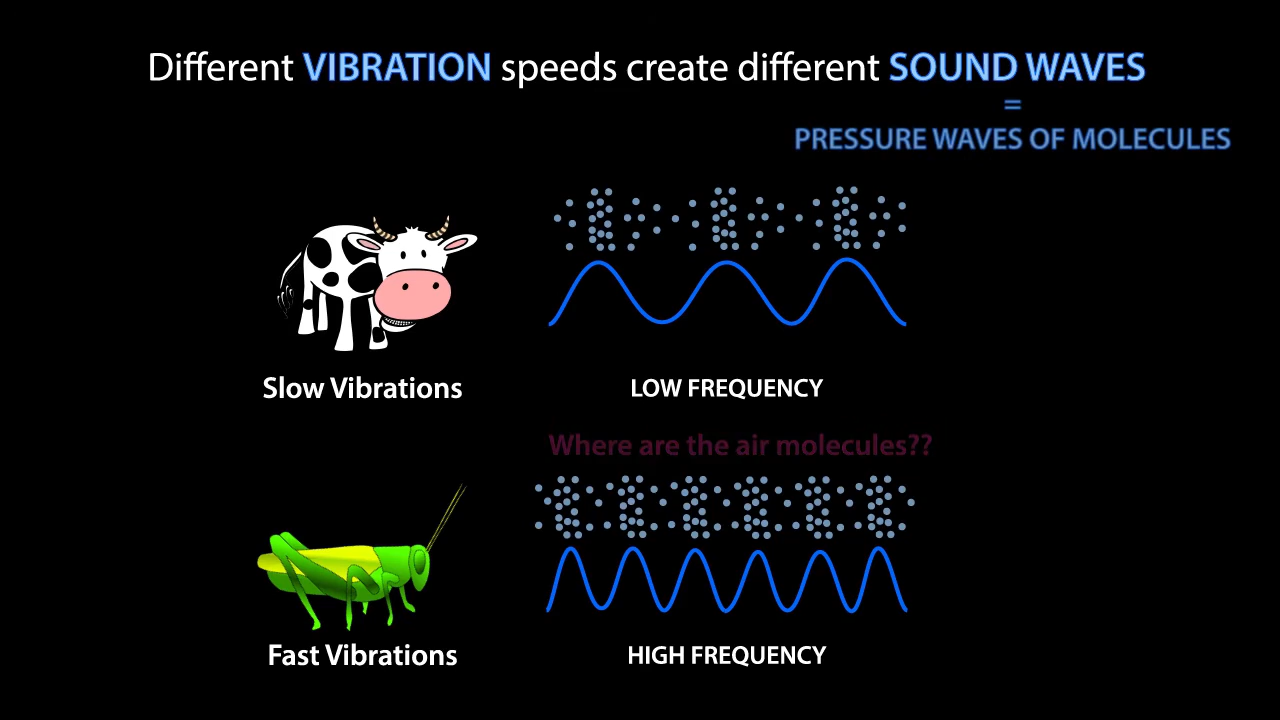 Different VIBRATION speeds create different SOUND WAVES
=
PRESSURE WAVES OF MOLECULES
Slow Vibrations
LOW FREQUENCY
Where are the air molecules??
Fast Vibrations
HIGH FREQUENCY